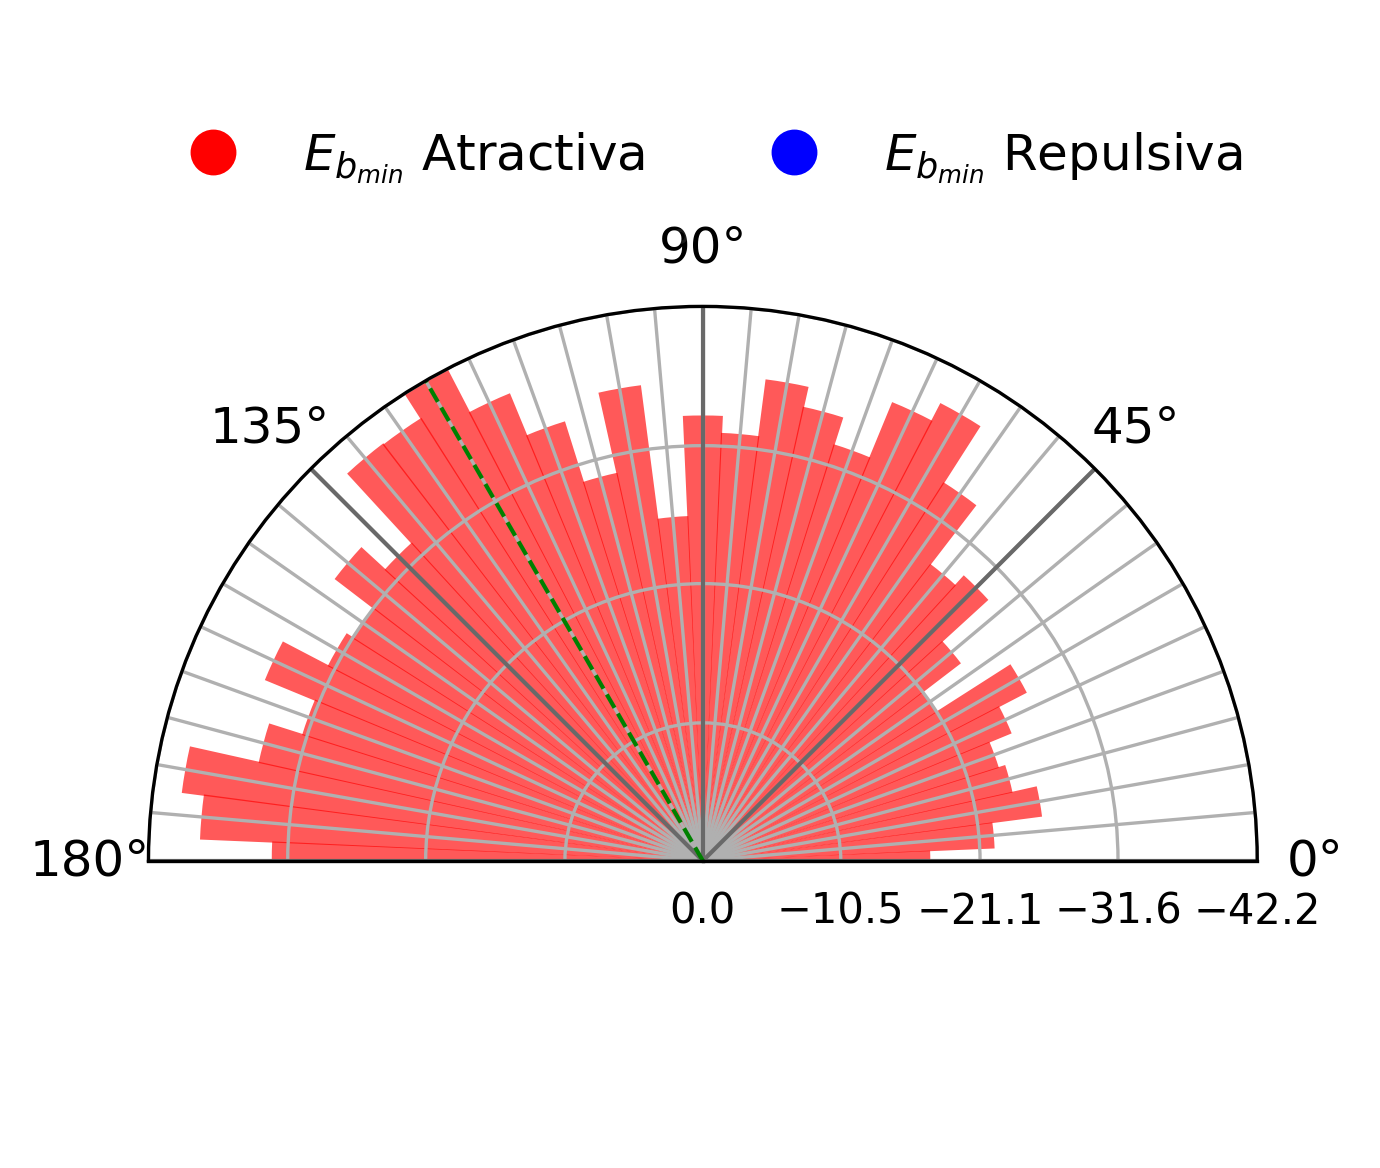 E_{b_{min}} Atractiva E_{b_{min}} Repulsiva
90°
135° 45°
180° 0°
0.0 −10.5 −21.1 −31.6 −42.2